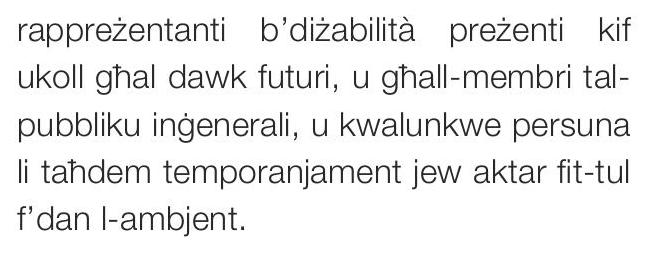 rappreżentanti b’diżabilità preżenti kif
ukoll għal dawk futuri, u għall-membri tal-
pubbliku inġenerali, u kwalunkwe persuna
li taħdem temporanjament jew aktar fit-tul
f’dan l-ambjent.